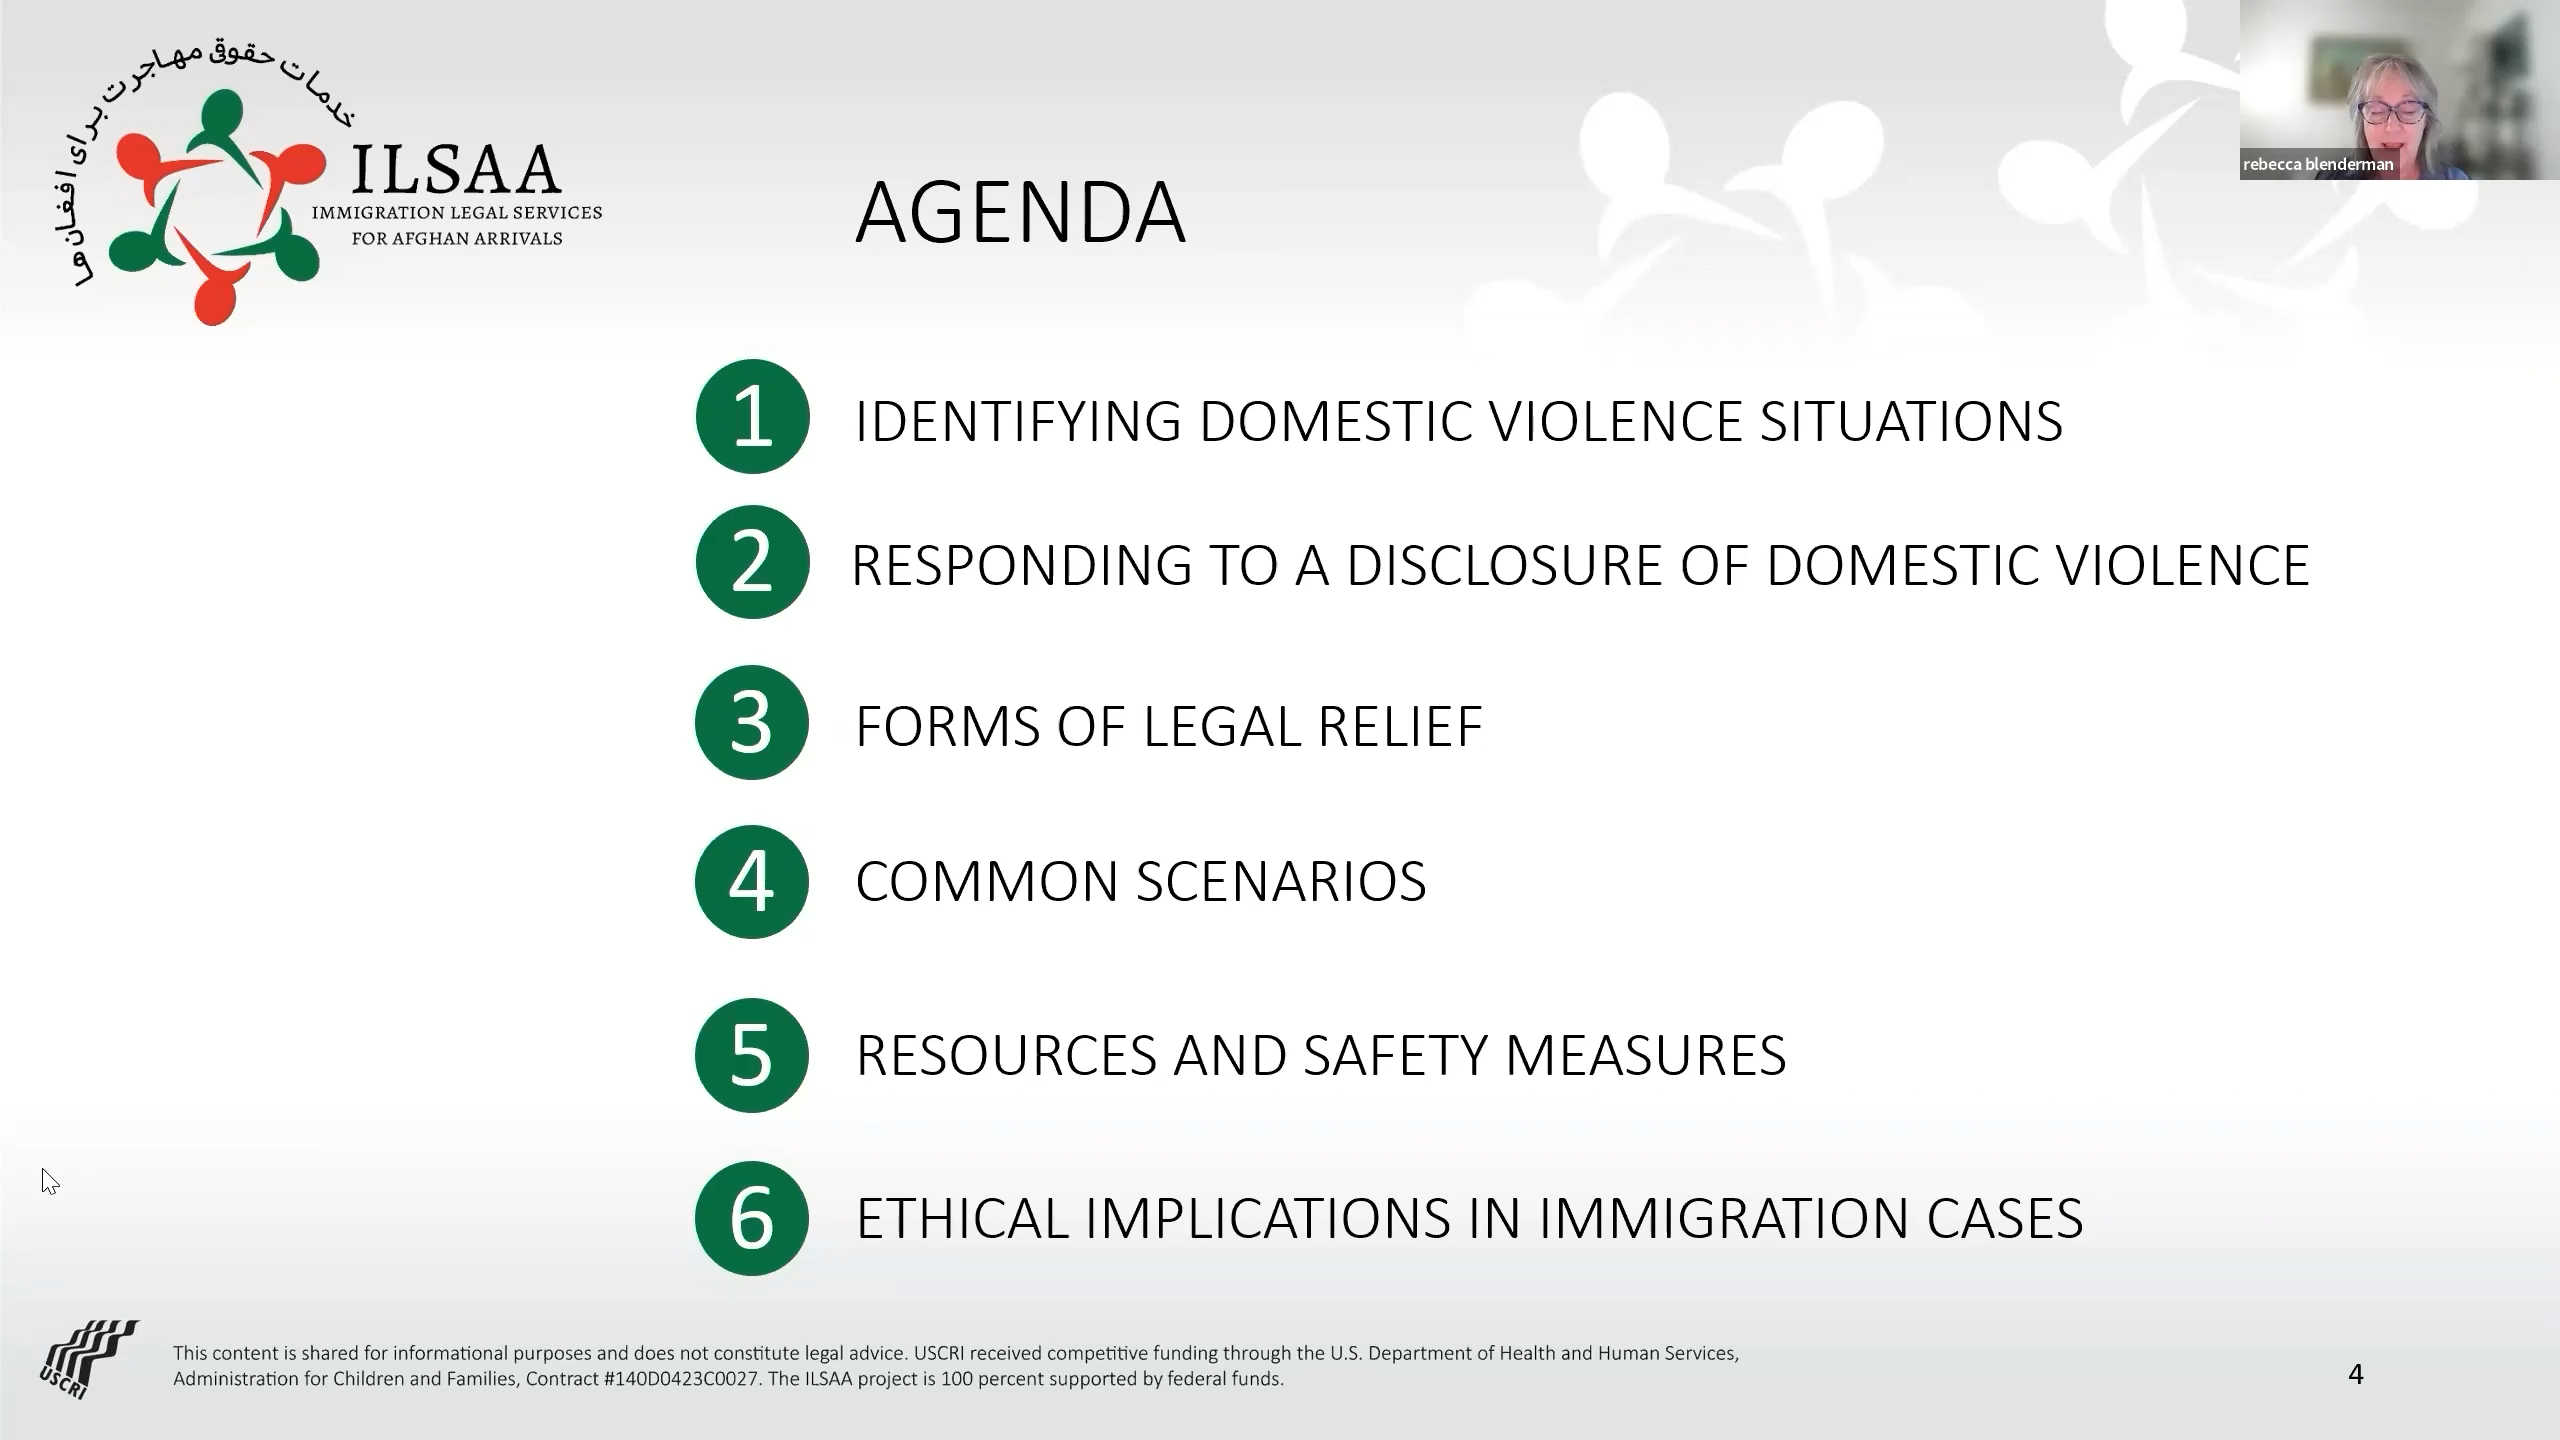 خدمات حقوقی مهاجرت برای افغان‌ها
ILSAA
IMMIGRATION LEGAL SERVICES
FOR AFGHAN ARRIVALS
AGENDA
rebecca blenderman
1 IDENTIFYING DOMESTIC VIOLENCE SITUATIONS
2 RESPONDING TO A DISCLOSURE OF DOMESTIC VIOLENCE
3 FORMS OF LEGAL RELIEF
4 COMMON SCENARIOS
5 RESOURCES AND SAFETY MEASURES
6 ETHICAL IMPLICATIONS IN IMMIGRATION CASES
USCRI
This content is shared for informational purposes and does not constitute legal advice. USCRI received competitive funding through the U.S. Department of Health and Human Services,
Administration for Children and Families, Contract #140D0423C0027. The ILSAA project is 100 percent supported by federal funds.
4